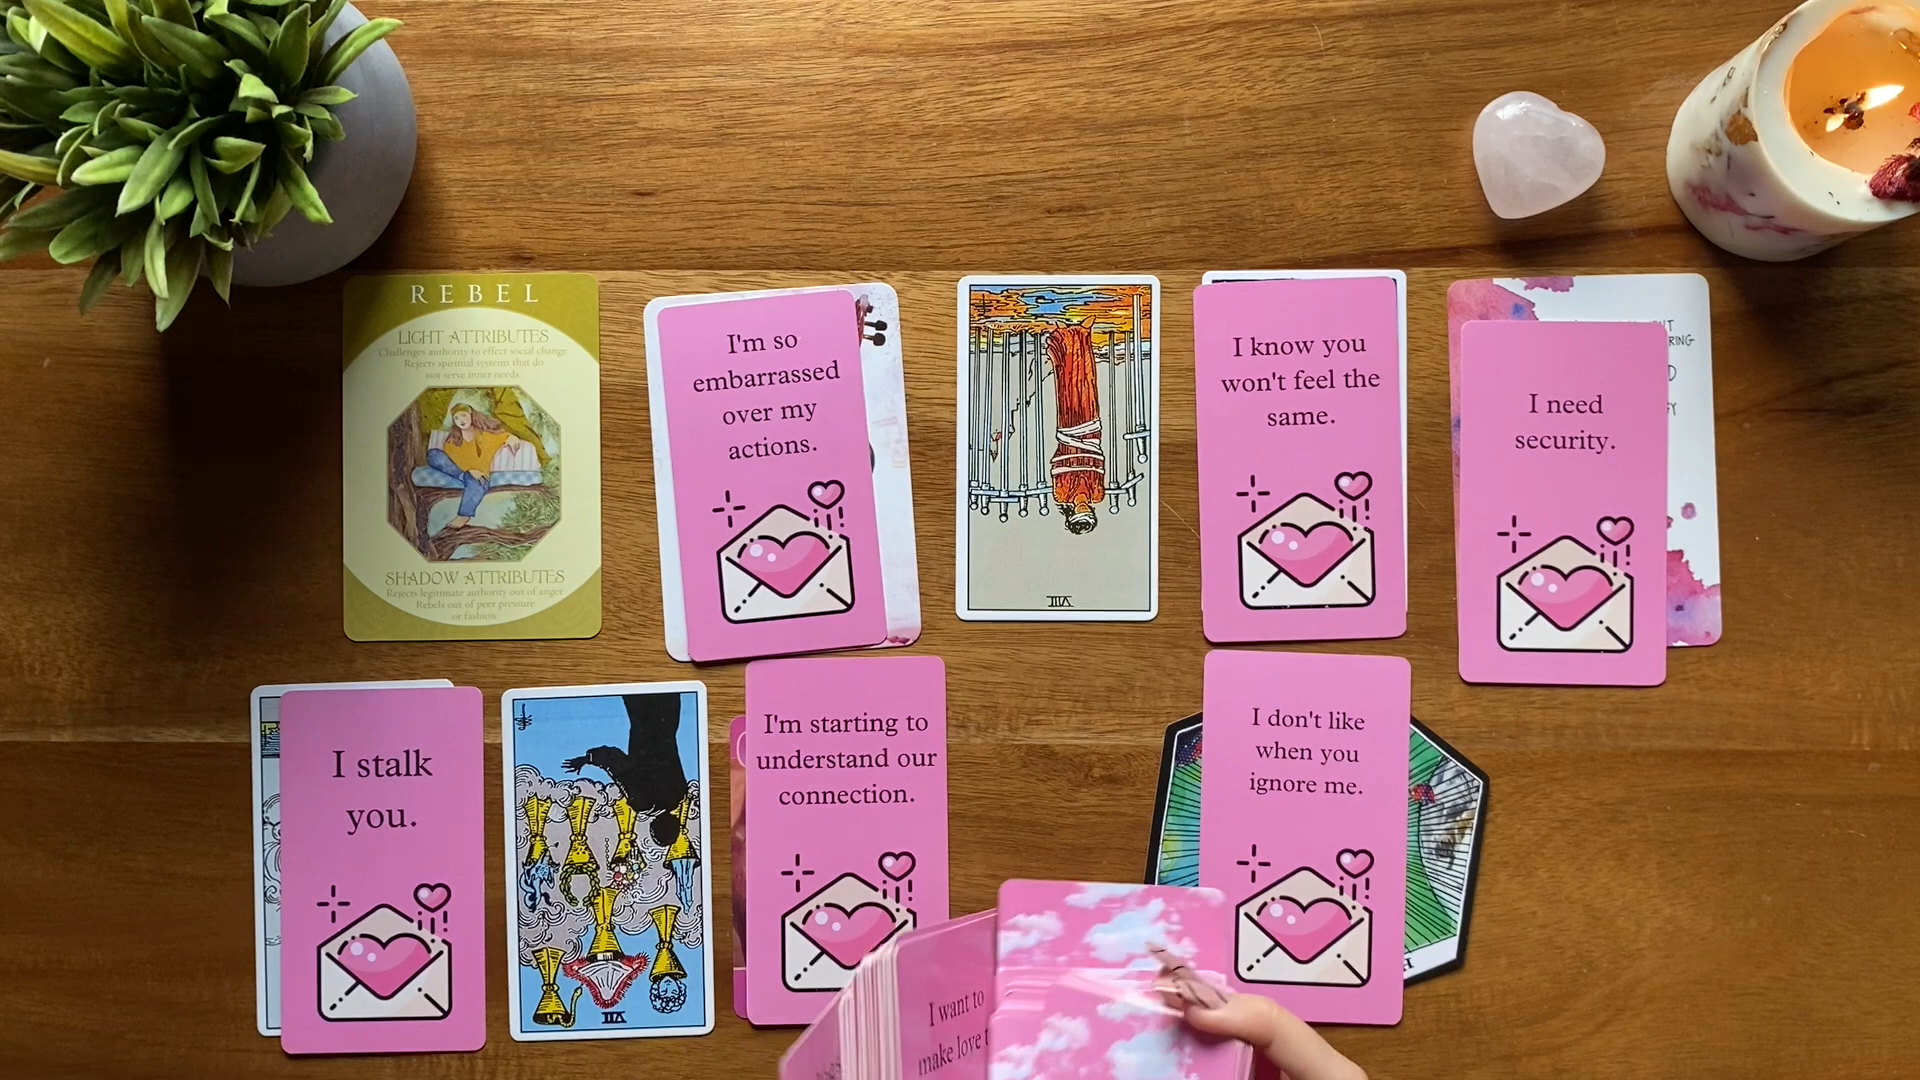 REBEL
LIGHT ATTRIBUTES
Challenges authority to effect social change
Rejects spiritual systems that do
not serve inner needs
SHADOW ATTRIBUTES
Rejects legitimate authority out of anger
Rebels out of peer pressure
or fashion
I'm so
embarrassed
over my
actions.
VIII
I know you
won't feel the
same.
I need
security.
I stalk
you.
VII
I'm starting to
understand our
connection.
I don't like
when you
ignore me.
I want to
make love